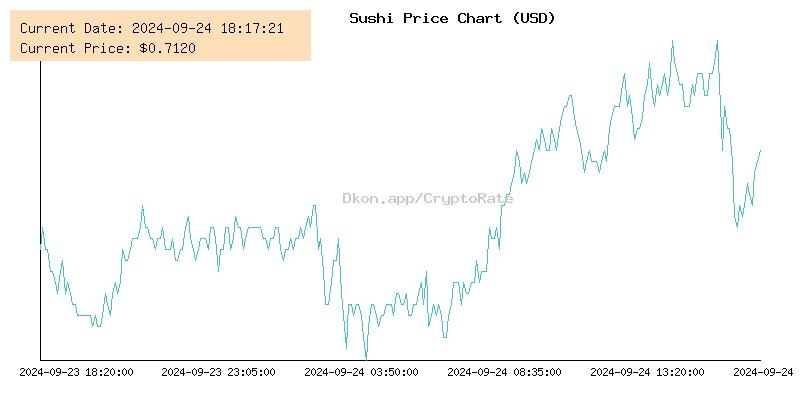 Sushi Price Chart (USD)
Current Date: 2024-09-24 18:17:21
Current Price: $0.7120
Dkon.app/CryptoRate
2024-09-23 18:20:00 2024-09-23 23:05:00 2024-09-24 03:50:00 2024-09-24 08:35:00 2024-09-24 13:20:00 2024-09-24